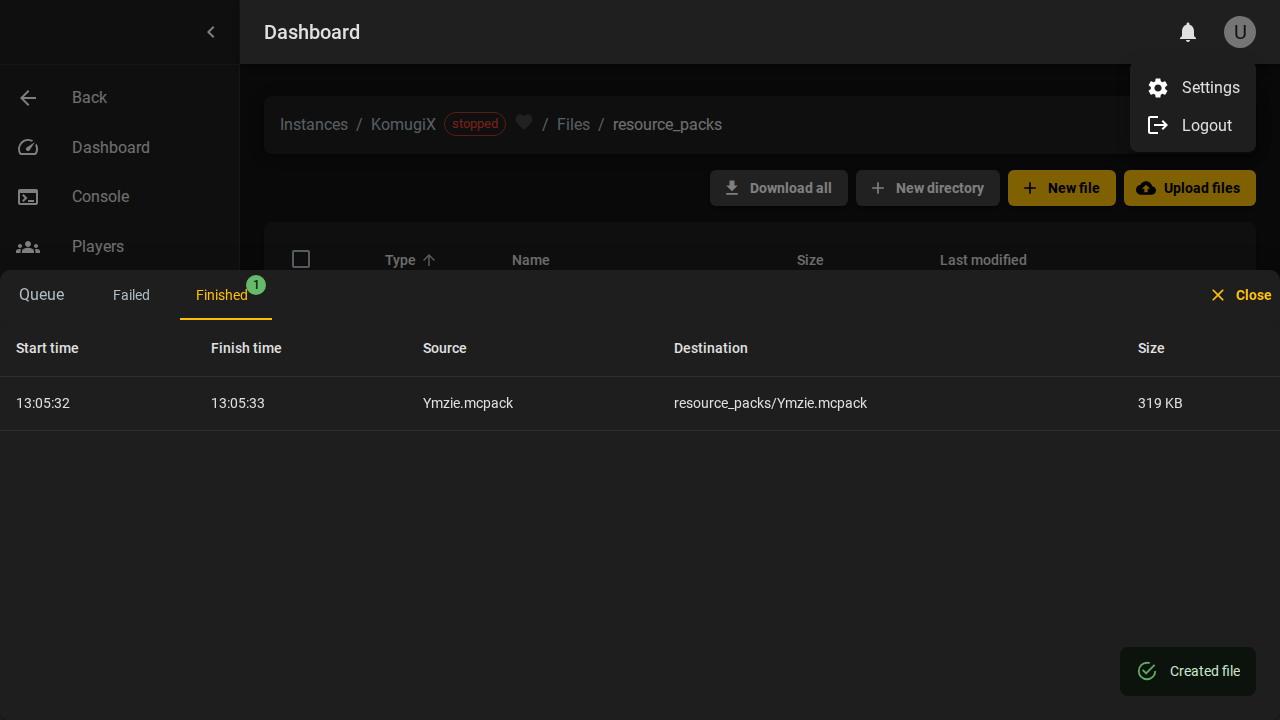 Dashboard
U
Settings
Logout
Back
Dashboard
Console
Players
Instances / KomugiX stopped / Files / resource_packs
Download all
New directory
New file
Upload files
Type Name Size Last modified
Queue Failed Finished 1 Close
Start time Finish time Source Destination Size
13:05:32 13:05:33 Ymzie.mcpack resource_packs/Ymzie.mcpack 319 KB
Created file